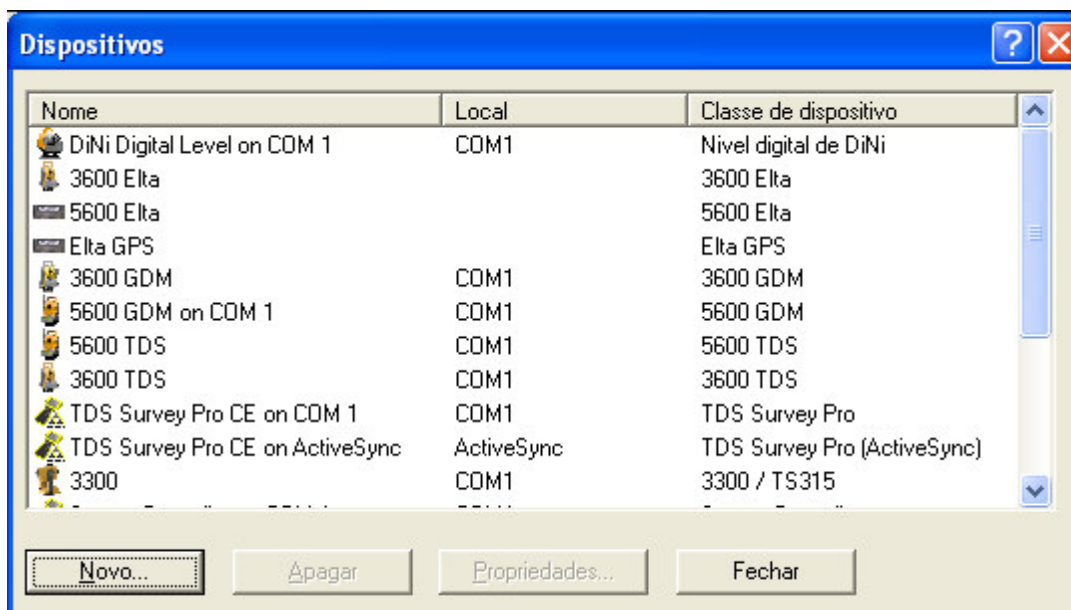 Dispositivos
Nome Local Classe de dispositivo
DiNi Digital Level on COM 1 COM1 Nivel digital de DiNi
3600 Elta 3600 Elta
5600 Elta 5600 Elta
Elta GPS Elta GPS
3600 GDM COM1 3600 GDM
5600 GDM on COM 1 COM1 5600 GDM
5600 TDS COM1 5600 TDS
3600 TDS COM1 3600 TDS
TDS Survey Pro CE on COM 1 COM1 TDS Survey Pro
TDS Survey Pro CE on ActiveSync ActiveSync TDS Survey Pro (ActiveSync)
3300 COM1 3300 / TS315
Novo... Apagar Propriedades... Fechar